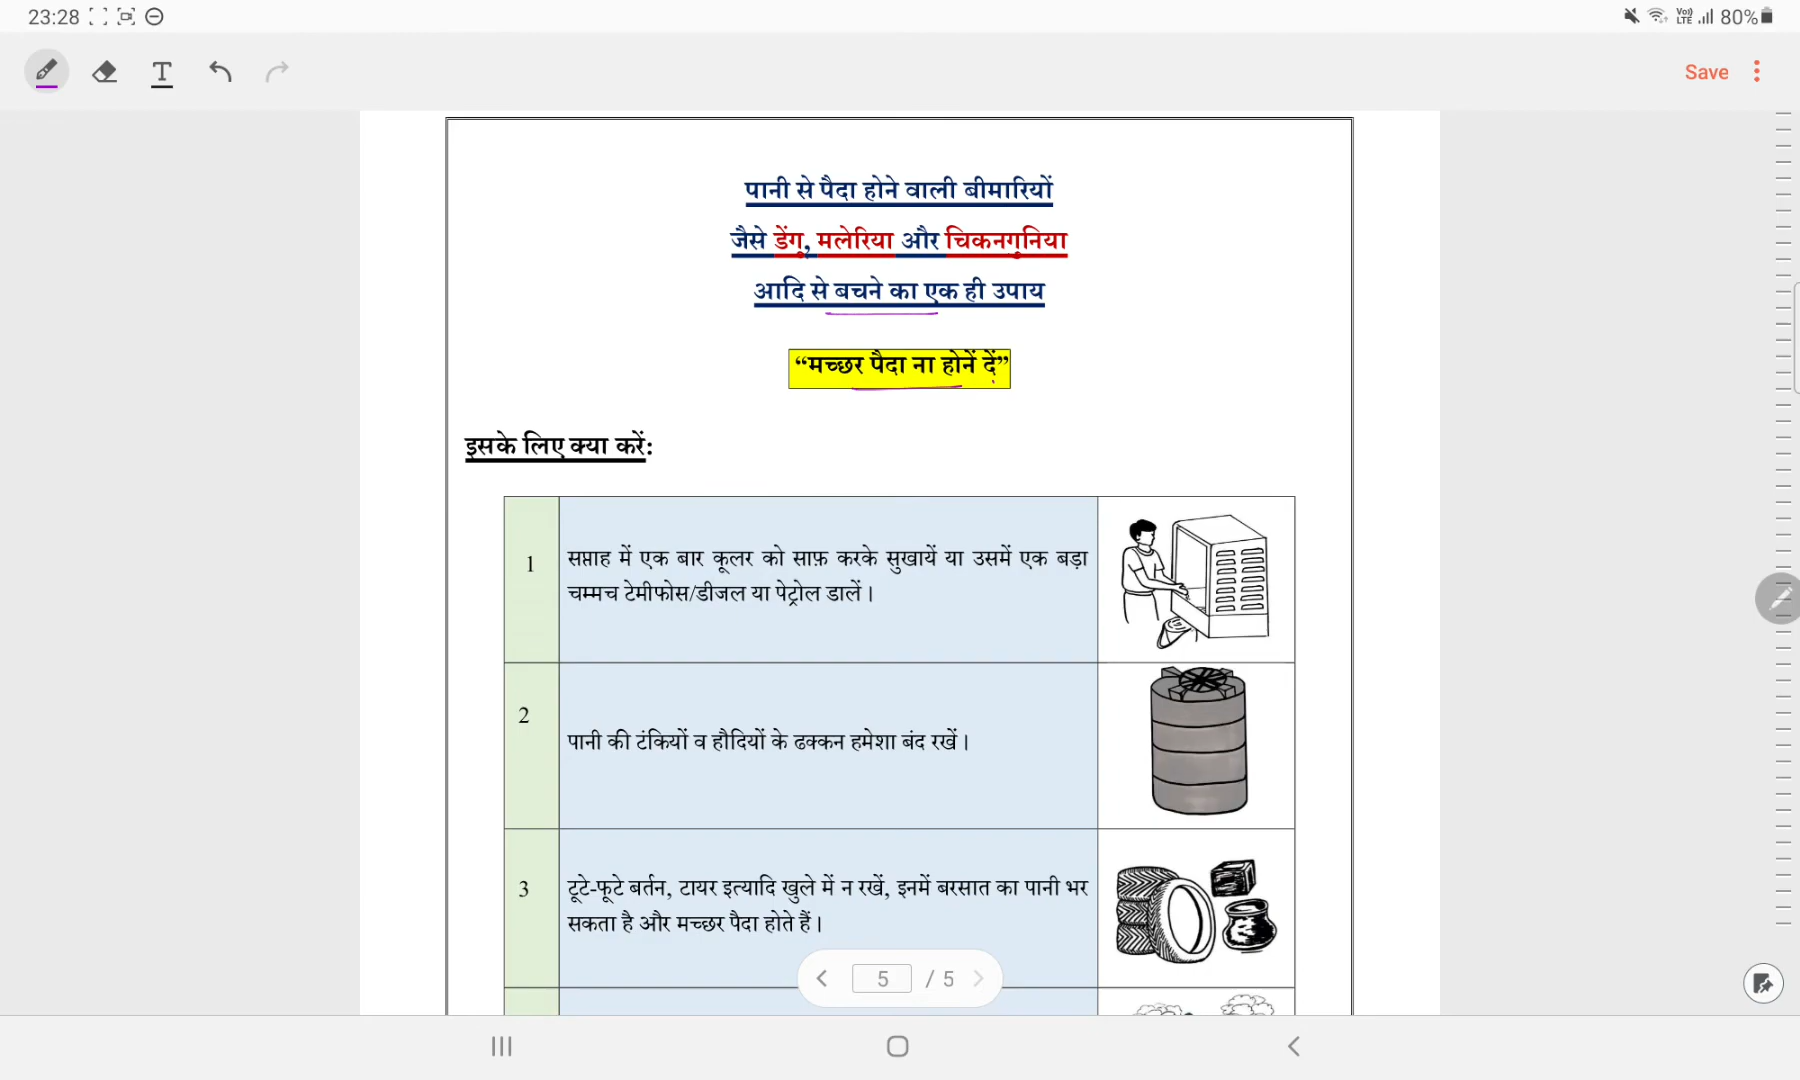 23:28
Vo))
LTE
80%
T
Save
पानी से पैदा होने वाली बीमारियों
जैसे डेंगू, मलेरिया और चिकनगुनिया
आदि से बचने का एक ही उपाय
“मच्छर पैदा ना होनें दें”
इसके लिए क्या करें:
1
सप्ताह में एक बार कूलर को साफ़ करके सुखायें या उसमें एक बड़ा
चम्मच टेमीफोस/डीजल या पेट्रोल डालें।
2
पानी की टंकियों व हौदियों के ढक्कन हमेशा बंद रखें।
3
टूटे-फूटे बर्तन, टायर इत्यादि खुले में न रखें, इनमें बरसात का पानी भर
सकता है और मच्छर पैदा होते हैं।
5 / 5